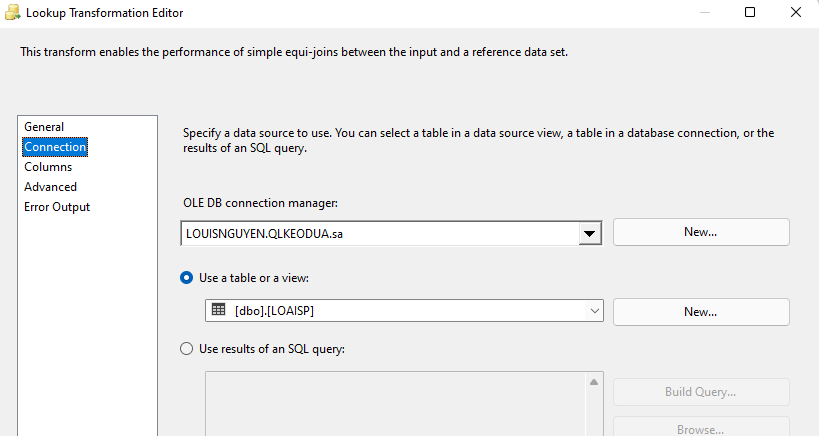 Lookup Transformation Editor
This transform enables the performance of simple equi-joins between the input and a reference data set.
General
Connection
Columns
Advanced
Error Output
Specify a data source to use. You can select a table in a data source view, a table in a database connection, or the
results of an SQL query.
OLE DB connection manager:
LOUISNGUYEN.QLKEODUA.sa
New...
Use a table or a view:
[dbo].[LOAISP]
New...
Use results of an SQL query:
Build Query...
Browse...